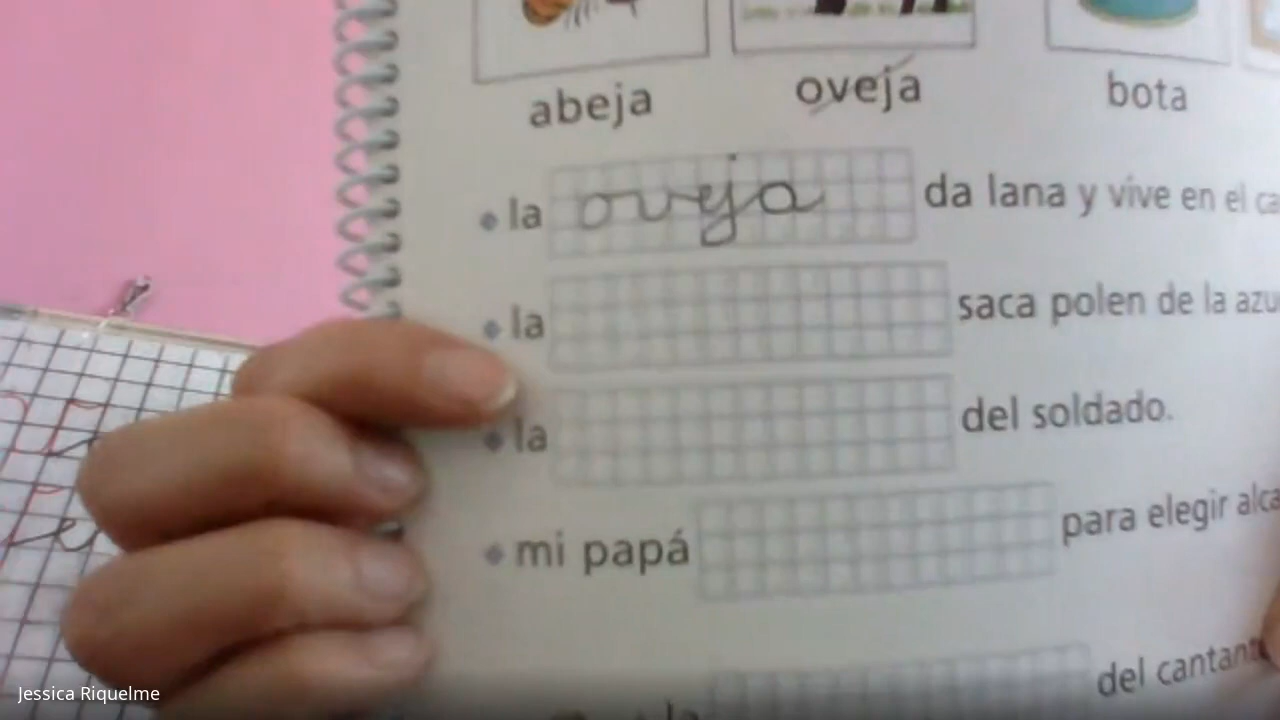 abeja oveja bota
la oveja da lana y vive en el
la saca polen de la
la del soldado.
mi papá para elegir
la del
Jessica Riquelme